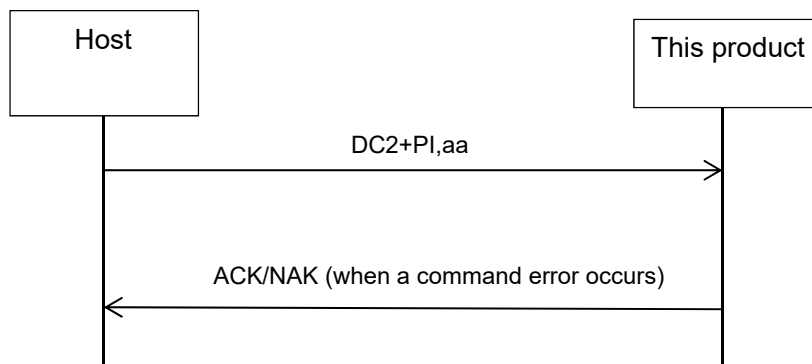 Host
This product
DC2+PI,aa
ACK/NAK (when a command error occurs)